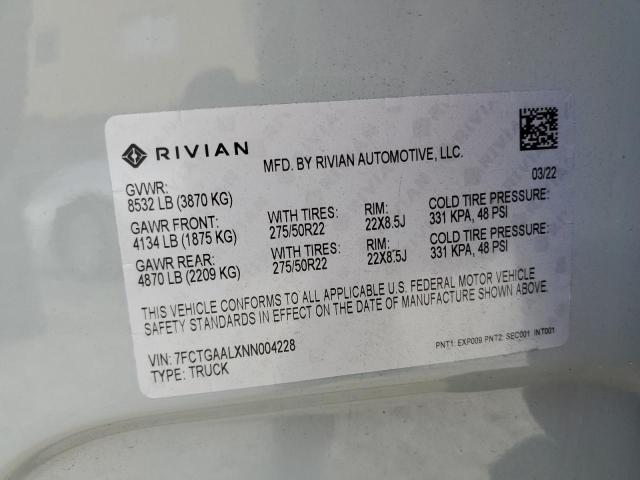 RIVIAN MFD. BY RIVIAN AUTOMOTIVE, LLC.
03/22
GVWR:
8532 LB (3870 KG)
GAWR FRONT: WITH TIRES: RIM: COLD TIRE PRESSURE:
4134 LB (1875 KG) 275/50R22 22X8.5J 331 KPA, 48 PSI
GAWR REAR: WITH TIRES: RIM: COLD TIRE PRESSURE:
4870 LB (2209 KG) 275/50R22 22X8.5J 331 KPA, 48 PSI
THIS VEHICLE CONFORMS TO ALL APPLICABLE U.S. FEDERAL MOTOR VEHICLE
SAFETY STANDARDS IN EFFECT ON THE DATE OF MANUFACTURE SHOWN ABOVE.
VIN: 7FCTGAALXNN004228
PNT1: EXP009 PNT2: SEC001 INT001
TYPE: TRUCK